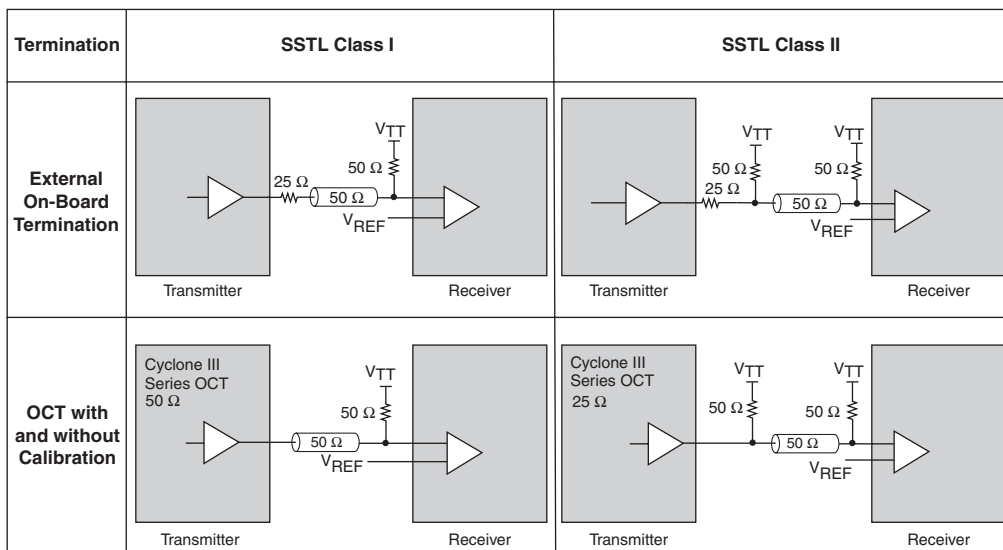 Termination
SSTL Class I
SSTL Class II
External
On-Board
Termination
VTT
50 Ω
25 Ω
50 Ω
VREF
Transmitter
Receiver
VTT
VTT
50 Ω
50 Ω
25 Ω
50 Ω
VREF
Transmitter
Receiver
OCT with
and without
Calibration
Cyclone III
Series OCT
50 Ω
VTT
50 Ω
50 Ω
VREF
Transmitter
Receiver
Cyclone III
Series OCT
25 Ω
VTT
VTT
50 Ω
50 Ω
50 Ω
VREF
Transmitter
Receiver